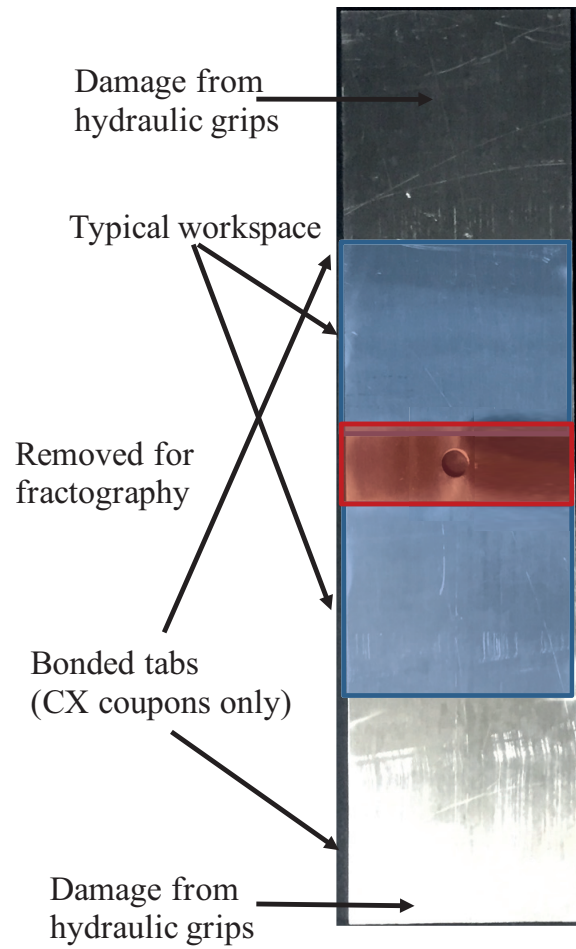 Damage from
hydraulic grips
Typical workspace
Removed for
fractography
Bonded tabs
(CX coupons only)
Damage from
hydraulic grips